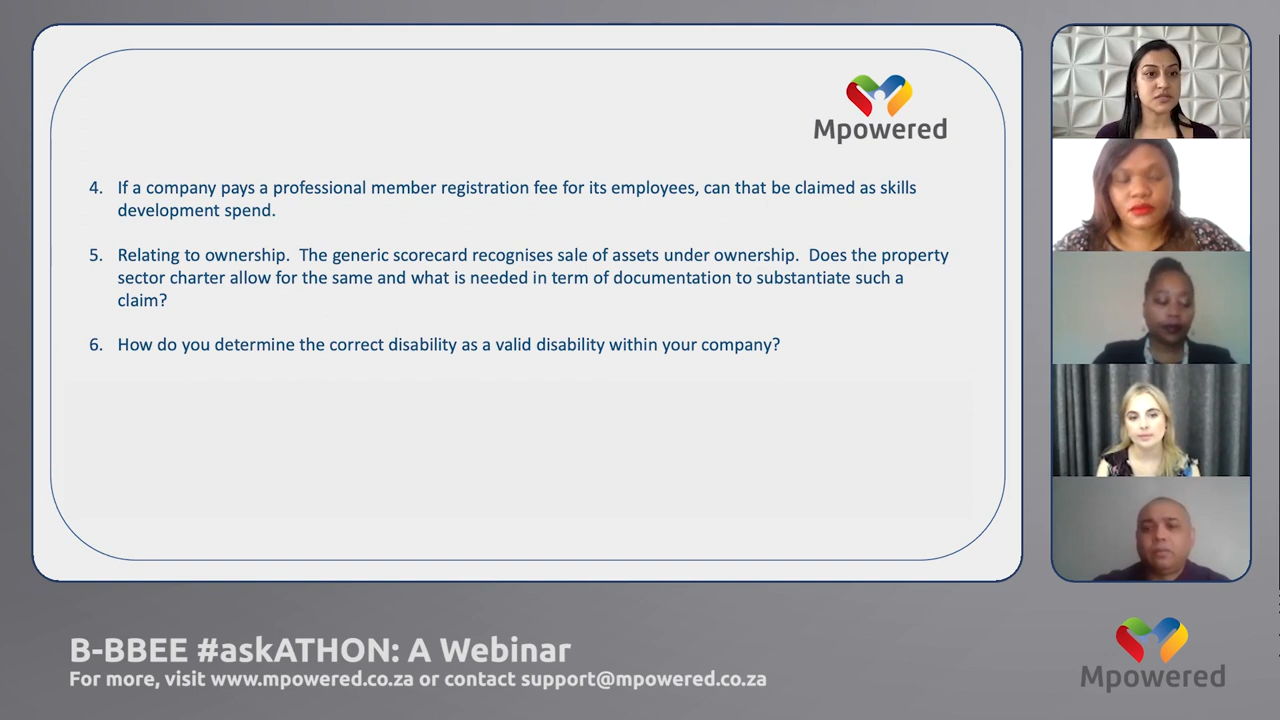 Mpowered
4. If a company pays a professional member registration fee for its employees, can that be claimed as skills
development spend.
5. Relating to ownership. The generic scorecard recognises sale of assets under ownership. Does the property
sector charter allow for the same and what is needed in term of documentation to substantiate such a
claim?
6. How do you determine the correct disability as a valid disability within your company?
B-BBEE #askATHON: A Webinar
For more, visit www.mpowered.co.za or contact support@mpowered.co.za
Mpowered